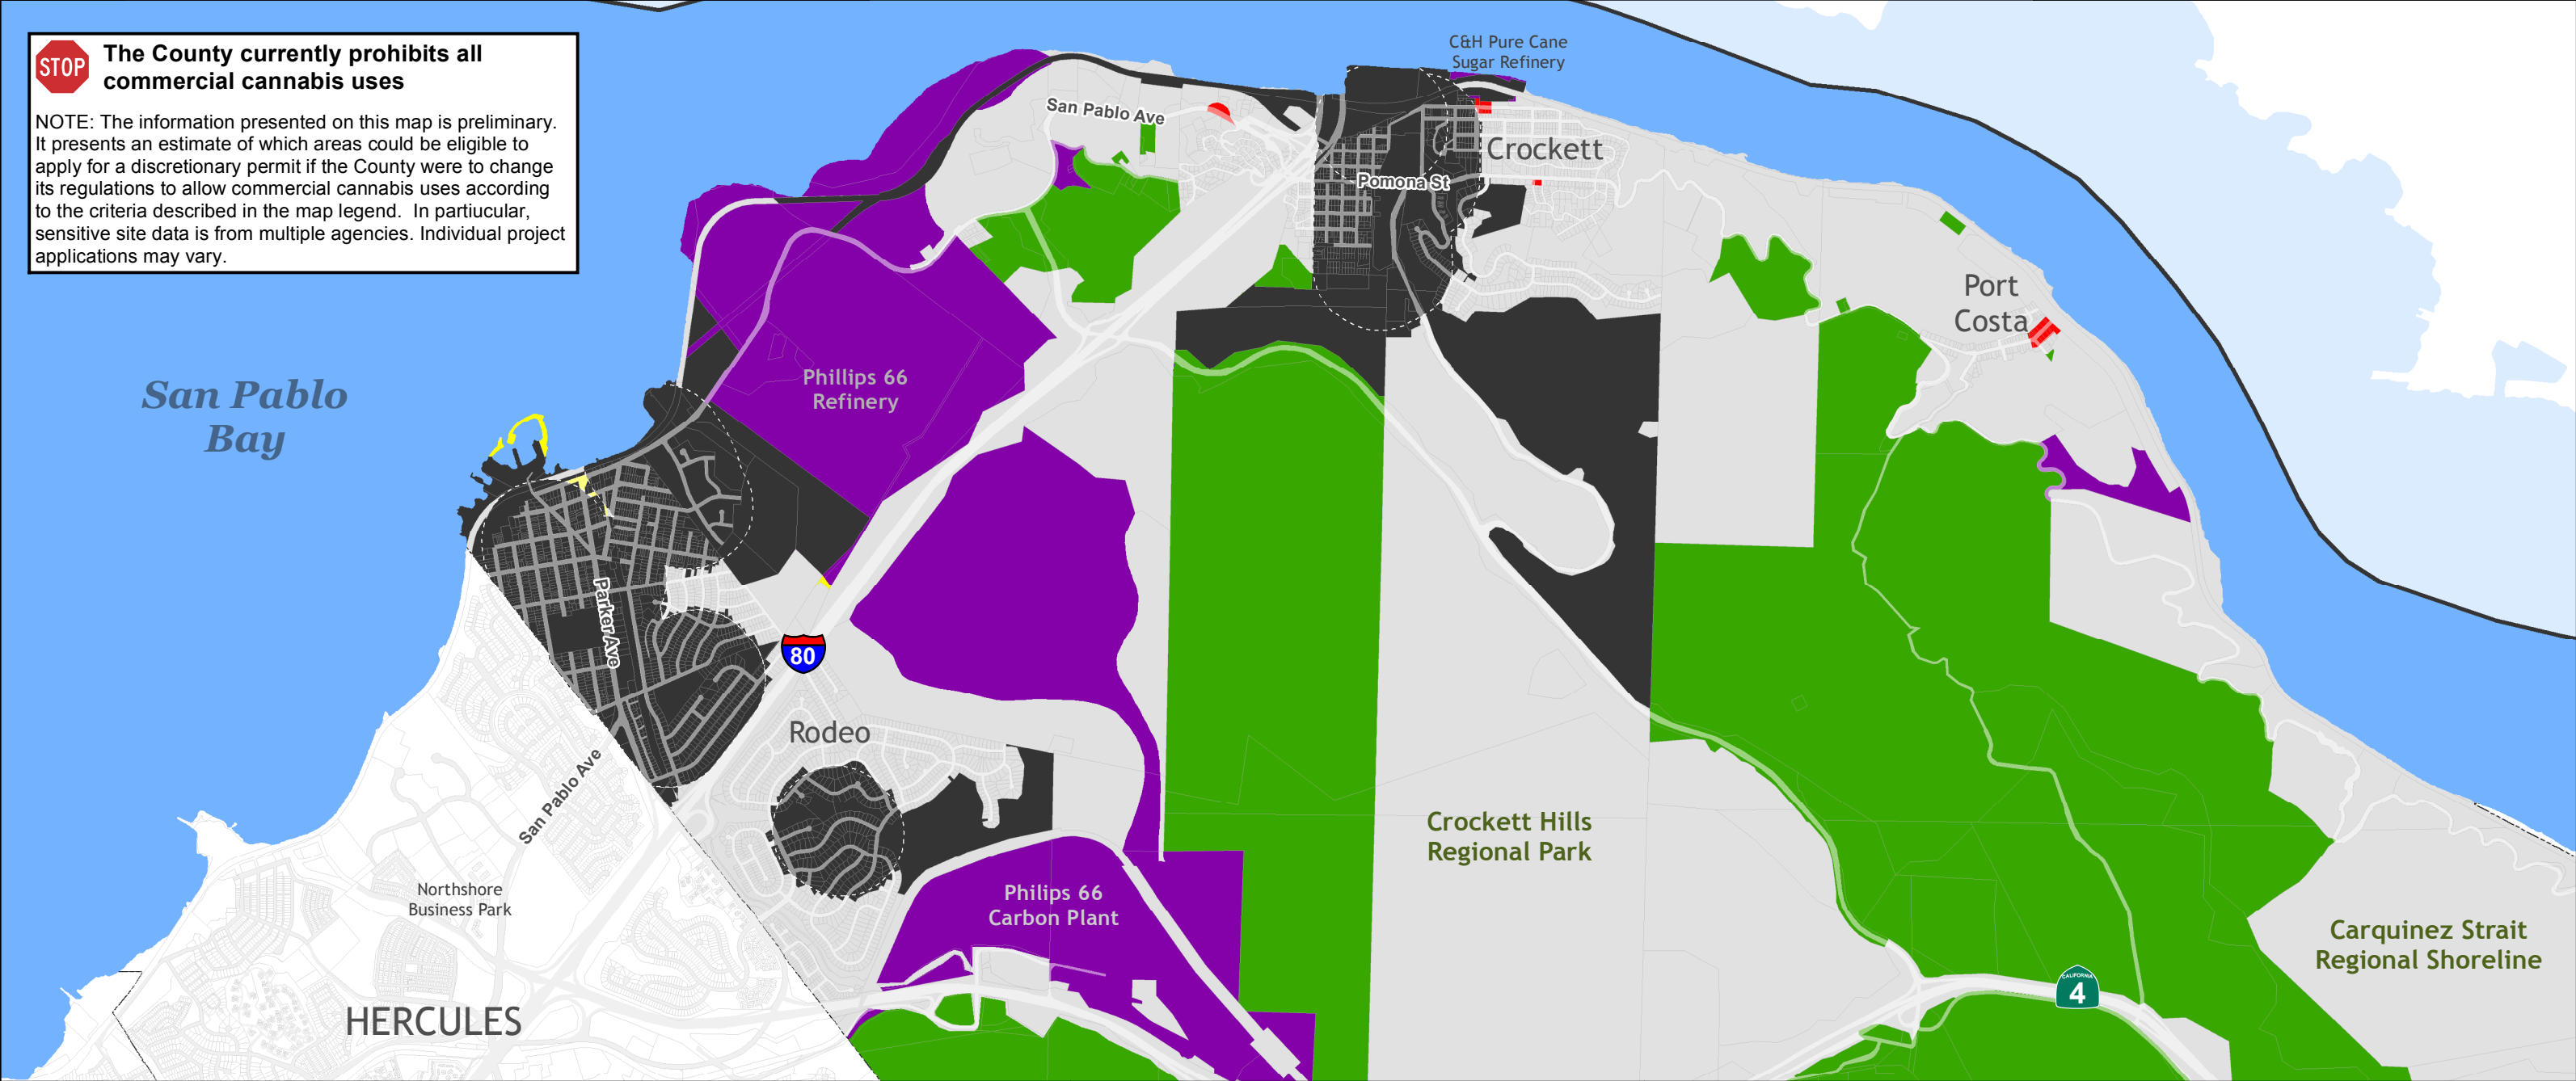 STOP
The County currently prohibits all
commercial cannabis uses
NOTE: The information presented on this map is preliminary.
It presents an estimate of which areas could be eligible to
apply for a discretionary permit if the County were to change
its regulations to allow commercial cannabis uses according
to the criteria described in the map legend. In partiucular,
sensitive site data is from multiple agencies. Individual project
applications may vary.
C&H Pure Cane
Sugar Refinery
San Pablo Ave
Crockett
Pomona St
Port
Costa
Phillips 66
Refinery
San Pablo
Bay
Parker Ave
80
Rodeo
San Pablo Ave
Crockett Hills
Regional Park
Northshore
Business Park
Philips 66
Carbon Plant
Carquinez Strait
Regional Shoreline
CALIFORNIA
4
HERCULES